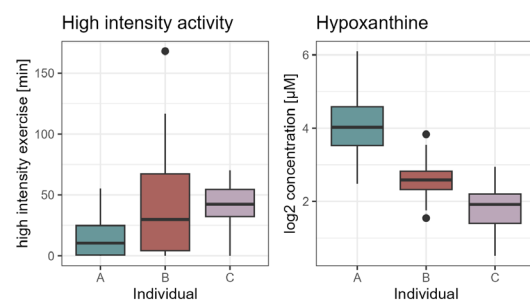 High intensity activity
high intensity exercise [min]
150
100
50
0
A B C
Individual
Hypoxanthine
log2 concentration [µM]
6
4
2
A B C
Individual